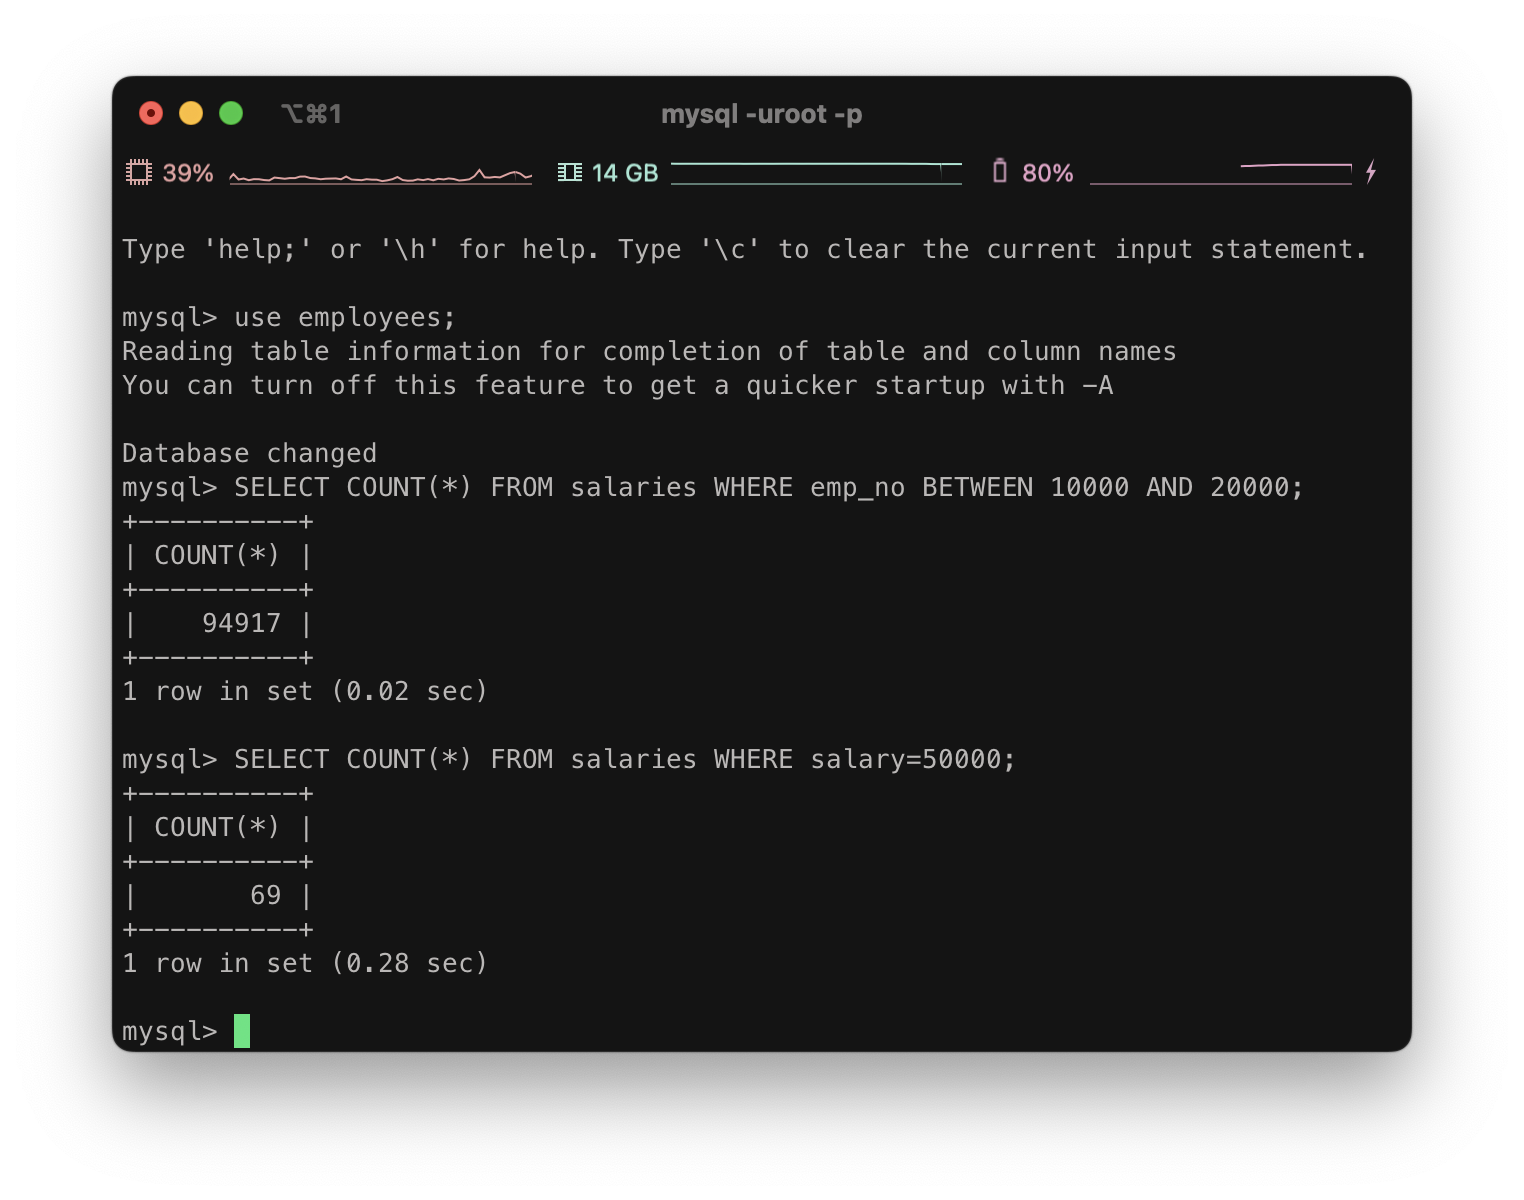 ⌥⌘1 mysql -uroot -p
39% 14 GB 80%
Type 'help;' or '\h' for help. Type '\c' to clear the current input statement.
mysql> use employees;
Reading table information for completion of table and column names
You can turn off this feature to get a quicker startup with -A
Database changed
mysql> SELECT COUNT(*) FROM salaries WHERE emp_no BETWEEN 10000 AND 20000;
+----------+
| COUNT(*) |
+----------+
|    94917 |
+----------+
1 row in set (0.02 sec)
mysql> SELECT COUNT(*) FROM salaries WHERE salary=50000;
+----------+
| COUNT(*) |
+----------+
|       69 |
+----------+
1 row in set (0.28 sec)
mysql>